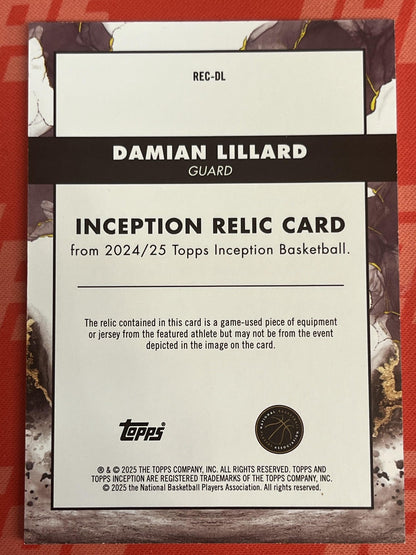 REC-DL
DAMIAN LILLARD
GUARD
INCEPTION RELIC CARD
from 2024/25 Topps Inception Basketball.
The relic contained in this card is a game-used piece of equipment
or jersey from the featured athlete but may not be from the event
depicted in the image on the card.
topps
NATIONAL BASKETBALL PLAYERS ASSOCIATION
® & © 2025 THE TOPPS COMPANY, INC. ALL RIGHTS RESERVED. TOPPS AND
TOPPS INCEPTION ARE REGISTERED TRADEMARKS OF THE TOPPS COMPANY, INC.
© 2025 the National Basketball Players Association. All rights reserved.